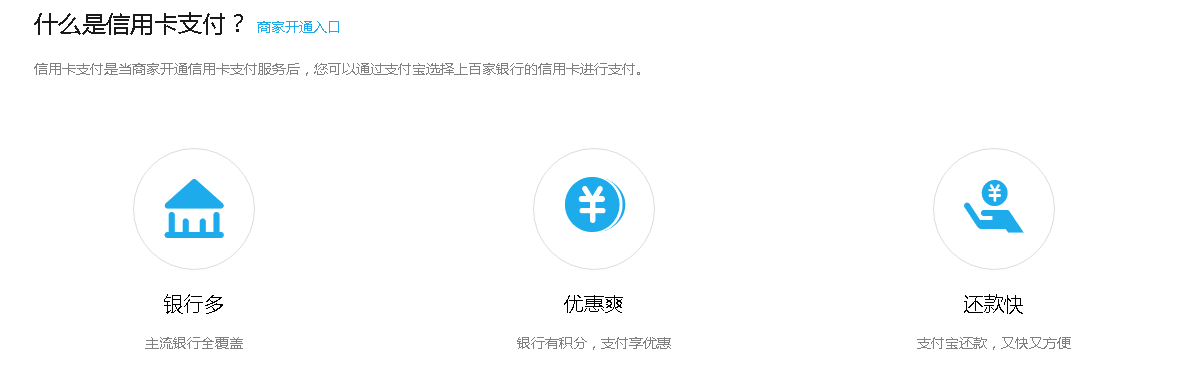 什么是信用卡支付？ 商家开通入口
信用卡支付是当商家开通信用卡支付服务后，您可以通过支付宝选择上百家银行的信用卡进行支付。
银行多
主流银行全覆盖
优惠爽
银行有积分，支付享优惠
还款快
支付宝还款，又快又方便